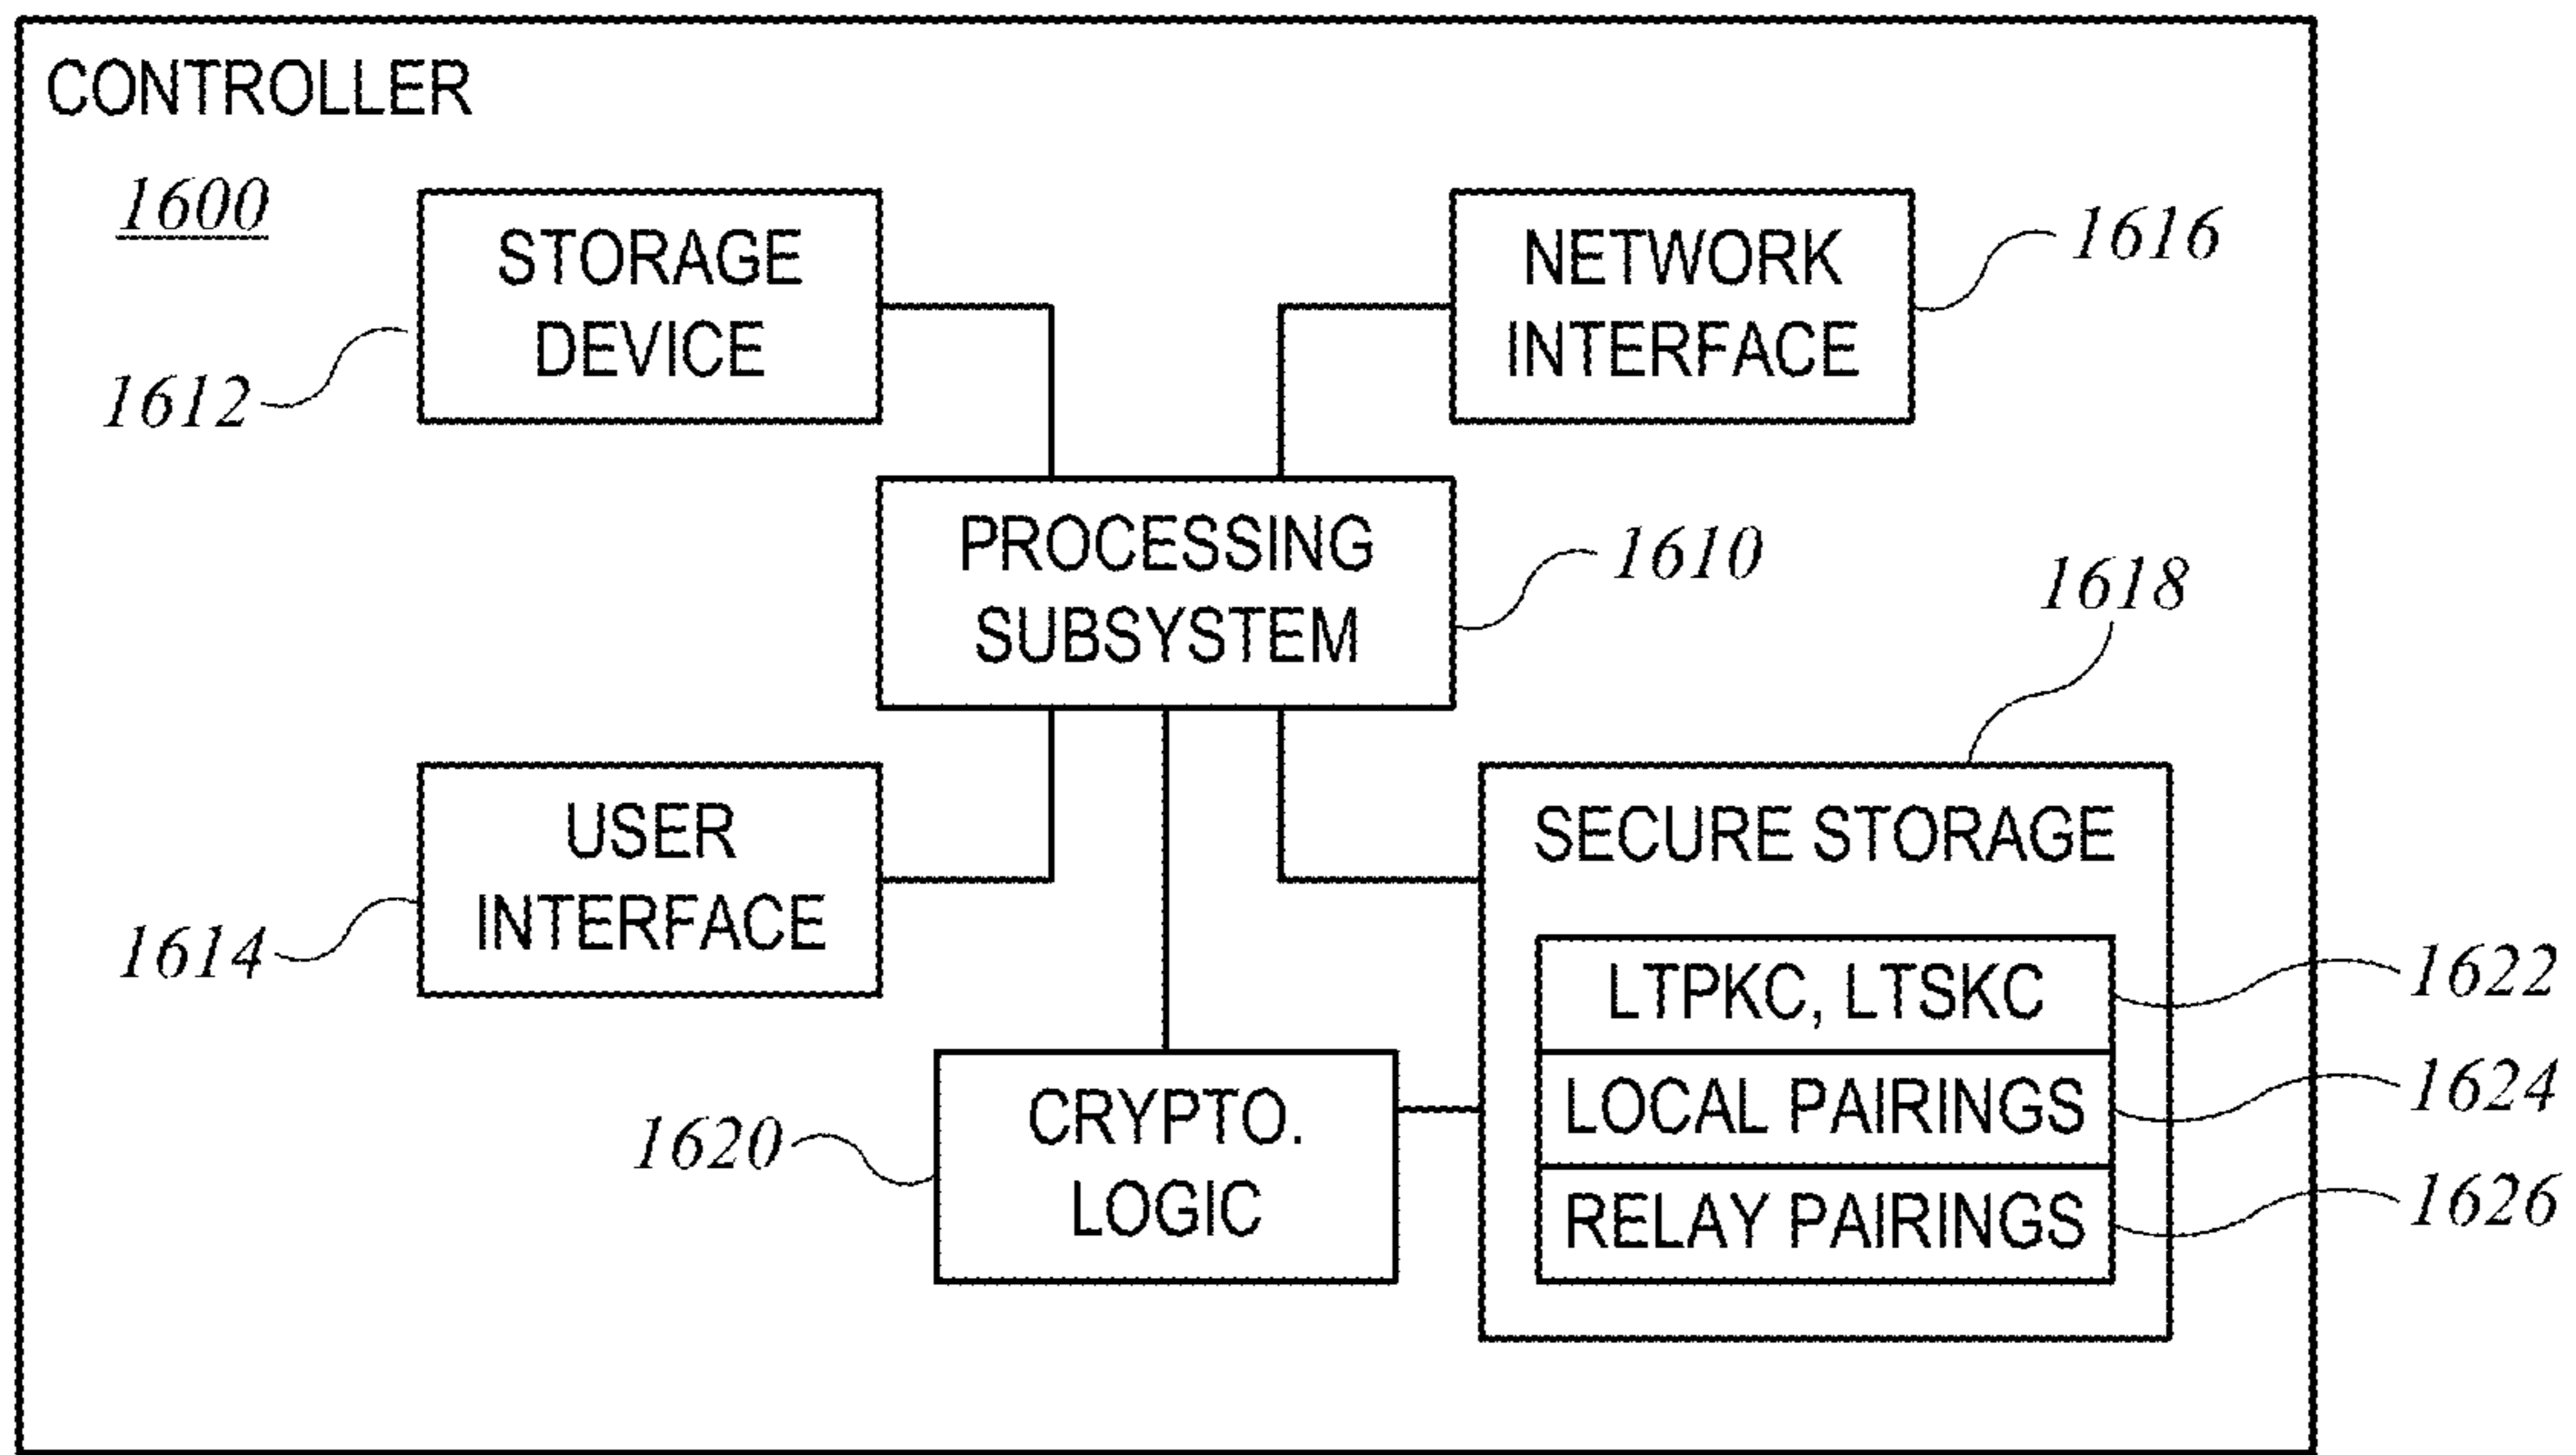 CONTROLLER
1600
STORAGE
DEVICE
1612
NETWORK
INTERFACE
1616
PROCESSING
SUBSYSTEM
1610
1618
USER
INTERFACE
1614
SECURE STORAGE
LTPKC, LTSKC
1622
LOCAL PAIRINGS
1624
RELAY PAIRINGS
1626
CRYPTO.
LOGIC
1620